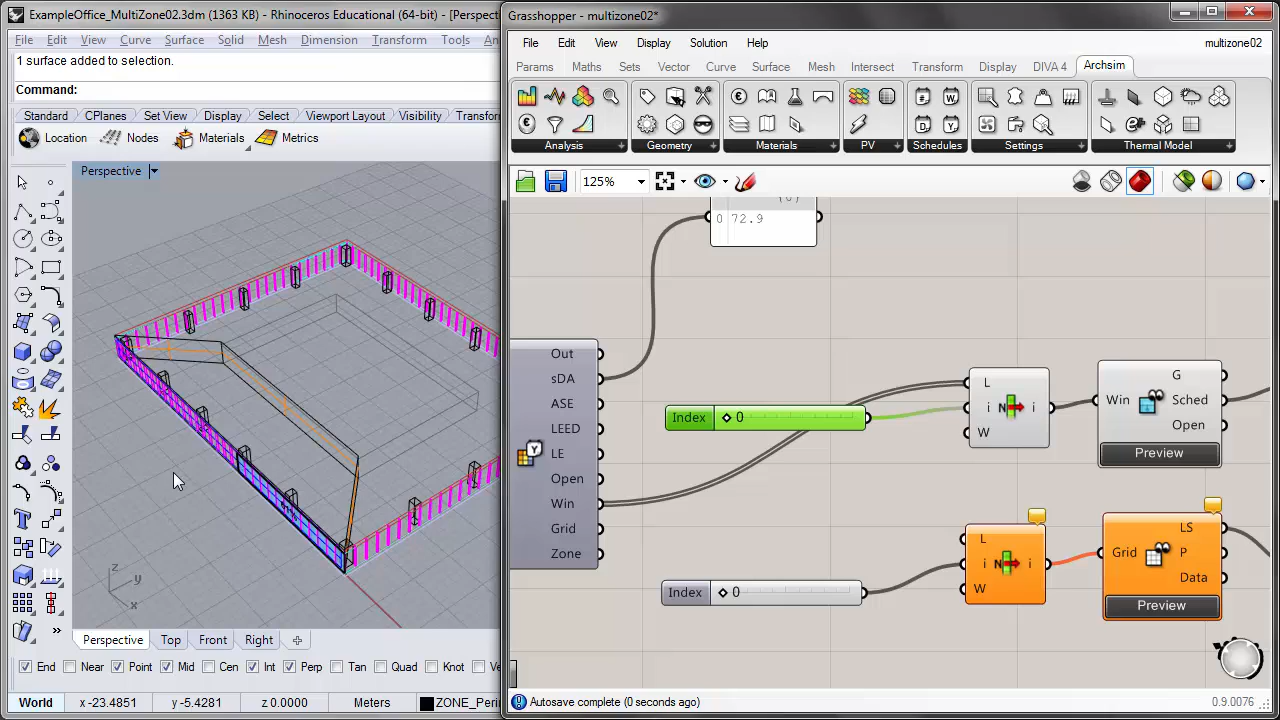 ExampleOffice_MultiZone02.3dm (1363 KB) - Rhinoceros Educational (64-bit) - [Perspe
File Edit View Curve Surface Solid Mesh Dimension Transform Tools An
1 surface added to selection.
Command:
Standard CPlanes Set View Display Select Viewport Layout Visibility Transfor
Location Nodes Materials Metrics
Perspective
z
y
x
Perspective Top Front Right
End Near Point Mid Cen Int Perp Tan Quad Knot Ve
World x -23.4851 y -5.4281 z 0.0000 Meters ZONE_Peri
Grasshopper - multizone02*
File Edit View Display Solution Help multizone02
Params Maths Sets Vector Curve Surface Mesh Intersect Transform Display DIVA 4 Archsim
Analysis Geometry Materials PV Schedules Settings Thermal Model
125%
{0}
0 72.9
Out
sDA
ASE
LEED
LE
Open
Win
Grid
Zone
Index 0
L
i N i
W
Win
G
Sched
Open
Preview
Index 0
L
i N i
W
Grid
LS
P
Data
Preview
Autosave complete (0 seconds ago) 0.9.0076